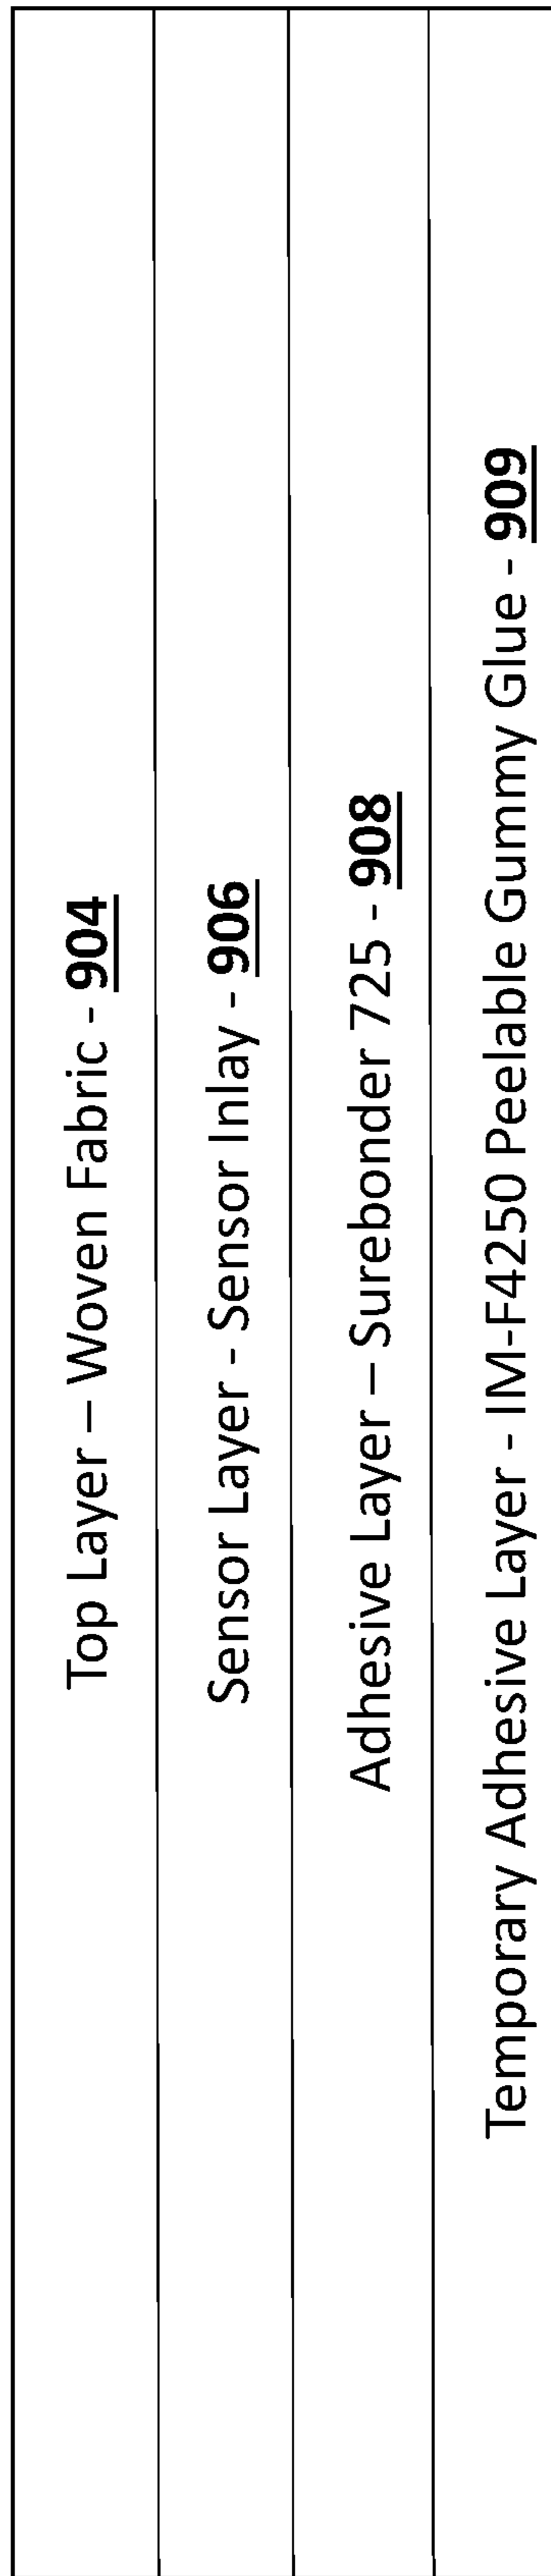 Top Layer – Woven Fabric - 904
Sensor Layer - Sensor Inlay - 906
Adhesive Layer – Surebonder 725 - 908
Temporary Adhesive Layer - IM-F4250 Peelable Gummy Glue - 909